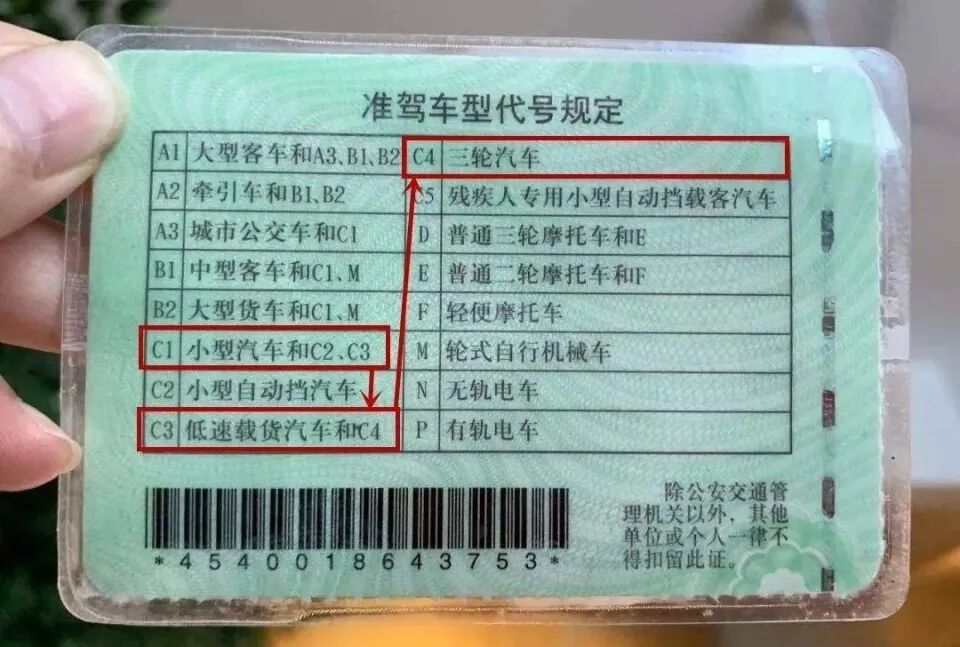 准驾车型代号规定
A1 大型客车和A3、B1、B2 C4 三轮汽车
A2 牵引车和B1、B2 C5 残疾人专用小型自动挡载客汽车
A3 城市公交车和C1 D 普通三轮摩托车和E
B1 中型客车和C1、M E 普通二轮摩托车和F
B2 大型货车和C1、M F 轻便摩托车
C1 小型汽车和C2、C3 M 轮式自行机械车
C2 小型自动挡汽车 N 无轨电车
C3 低速载货汽车和C4 P 有轨电车
除公安交通管
理机关以外，其他
单位或个人一律不
得扣留此证。
*4540018643753*